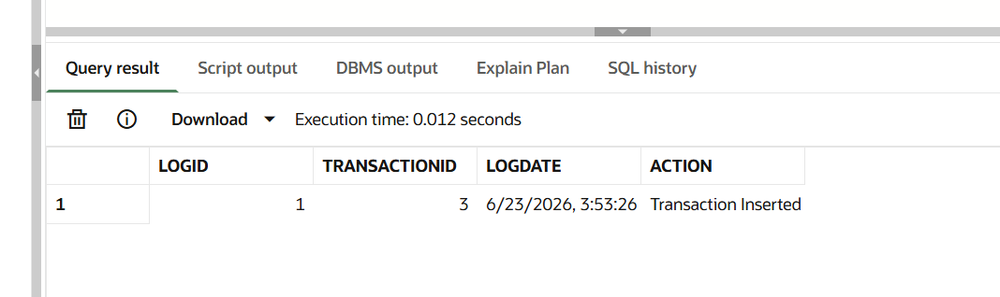 Query result Script output DBMS output Explain Plan SQL history
Download Execution time: 0.012 seconds
LOGID TRANSACTIONID LOGDATE ACTION
1 1 3 6/23/2026, 3:53:26 Transaction Inserted